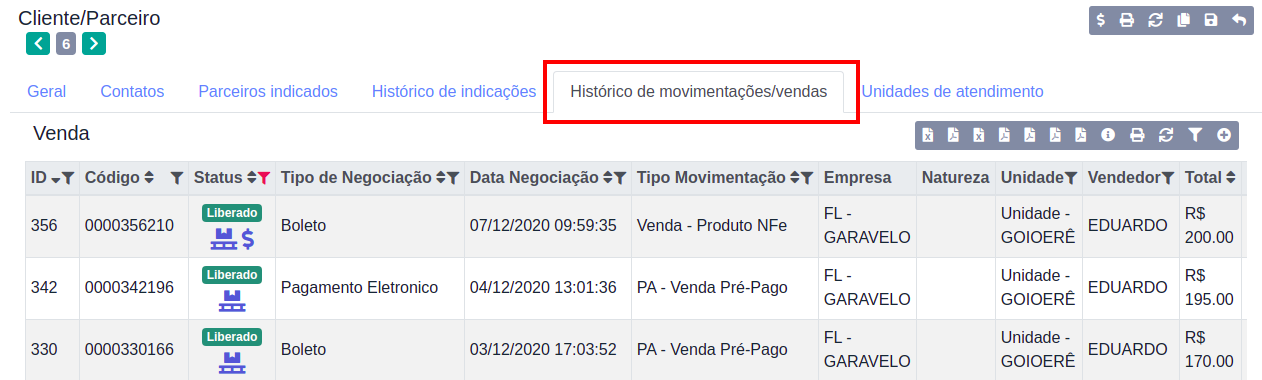 Cliente/Parceiro
6
Geral Contatos Parceiros indicados Histórico de indicações Histórico de movimentações/vendas Unidades de atendimento
Venda
ID Código Status Tipo de Negociação Data Negociação Tipo Movimentação Empresa Natureza Unidade Vendedor Total
356 0000356210 Liberado Boleto 07/12/2020 09:59:35 Venda - Produto NFe FL - GARAVELO Unidade - GOIOERÊ EDUARDO R$ 200.00
342 0000342196 Liberado Pagamento Eletronico 04/12/2020 13:01:36 PA - Venda Pré-Pago FL - GARAVELO Unidade - GOIOERÊ EDUARDO R$ 195.00
330 0000330166 Liberado Boleto 03/12/2020 17:03:52 PA - Venda Pré-Pago FL - GARAVELO Unidade - GOIOERÊ EDUARDO R$ 170.00